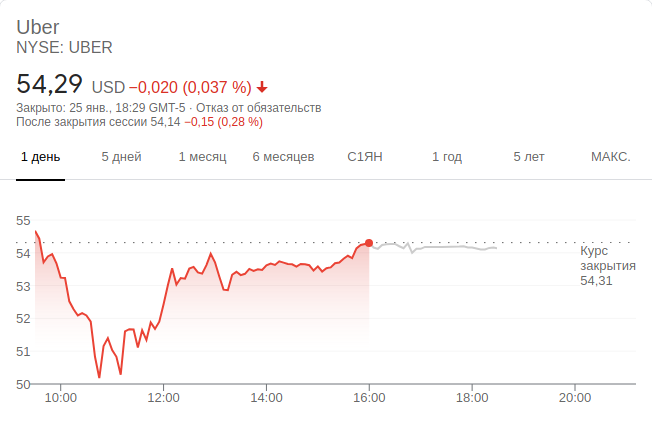 Uber
NYSE: UBER
54,29 USD −0,020 (0,037 %)
Закрыто: 25 янв., 18:29 GMT-5 · Отказ от обязательств
После закрытия сессии 54,14 −0,15 (0,28 %)
1 день 5 дней 1 месяц 6 месяцев С1ЯН 1 год 5 лет МАКС.
55
54
53
52
51
50
Курс
закрытия
54,31
10:00 12:00 14:00 16:00 18:00 20:00